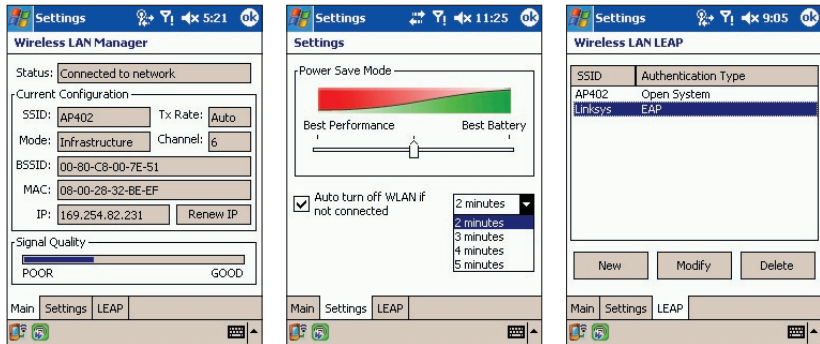 Settings 5:21 ok
Wireless LAN Manager
Status: Connected to network
Current Configuration
SSID: AP402 Tx Rate: Auto
Mode: Infrastructure Channel: 6
BSSID: 00-80-C8-00-7E-51
MAC: 08-00-28-32-BE-EF
IP: 169.254.82.231 Renew IP
Signal Quality
POOR GOOD
Main Settings LEAP
Settings 11:25 ok
Settings
Power Save Mode
Best Performance Best Battery
Auto turn off WLAN if
not connected
2 minutes
2 minutes
3 minutes
4 minutes
5 minutes
Main Settings LEAP
Settings 9:05 ok
Wireless LAN LEAP
SSID Authentication Type
AP402 Open System
Linksys EAP
New Modify Delete
Main Settings LEAP